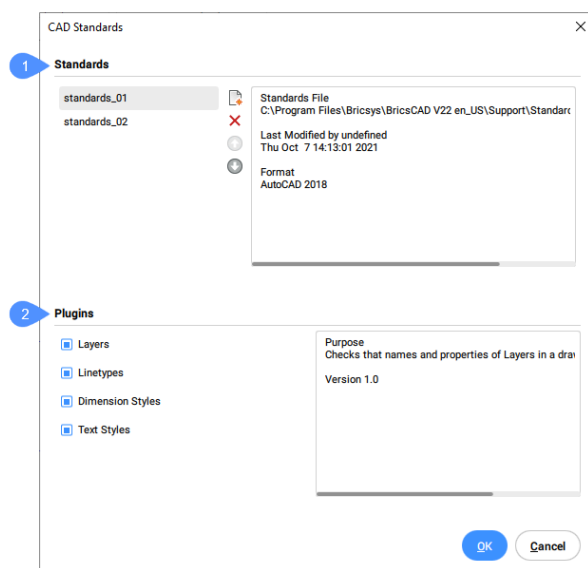 CAD Standards
1
Standards
standards_01
standards_02
Standards File
C:\Program Files\Bricsys\BricsCAD V22 en_US\Support\Standard
Last Modified by undefined
Thu Oct 7 14:13:01 2021
Format
AutoCAD 2018
2
Plugins
Layers
Linetypes
Dimension Styles
Text Styles
Purpose
Checks that names and properties of Layers in a
Version 1.0
OK
Cancel